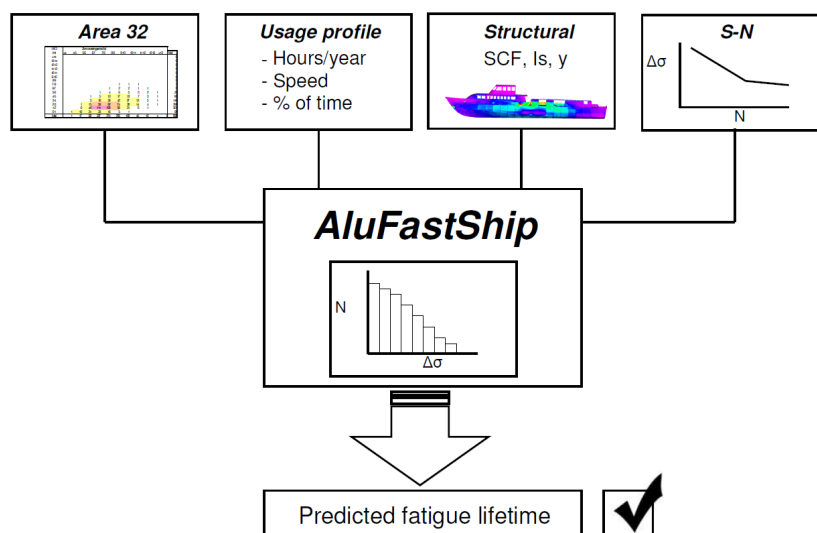 Area 32
Usage profile
- Hours/year
- Speed
- % of time
Structural
SCF, Is, y
S-N
Δσ
N
AluFastShip
N
Δσ
Predicted fatigue lifetime